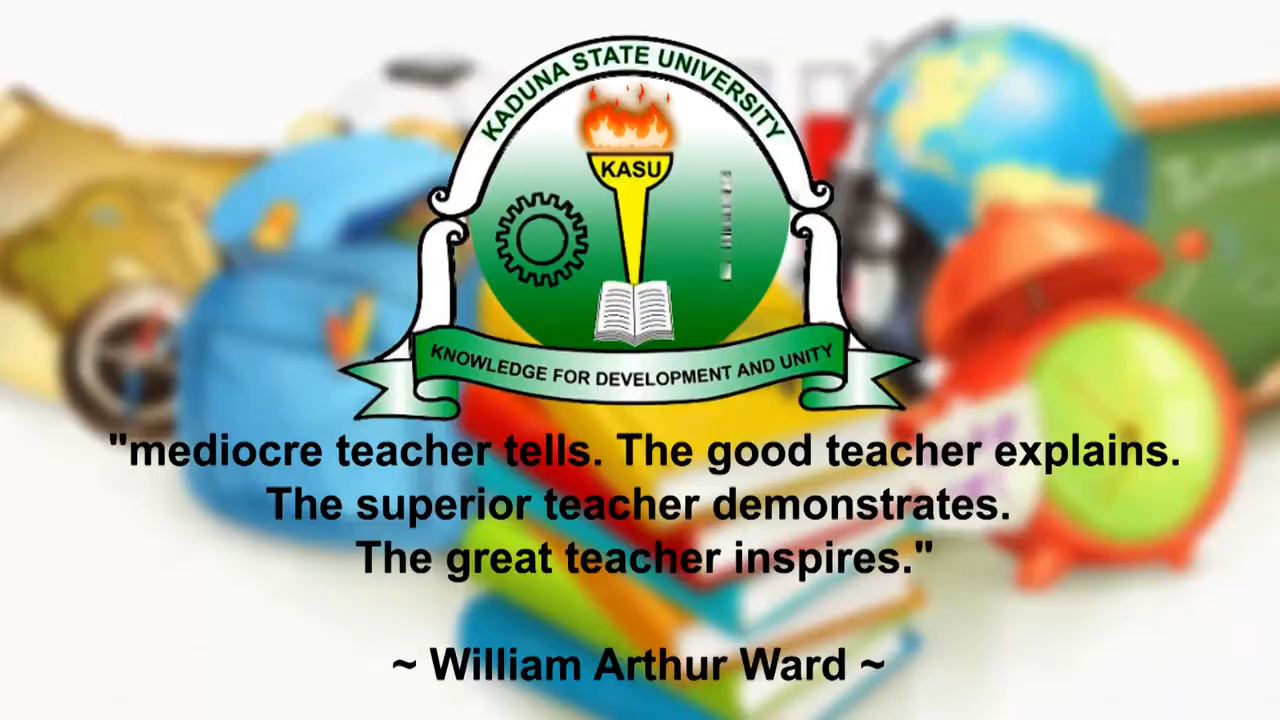 KADUNA STATE UNIVERSITY
KASU
KNOWLEDGE FOR DEVELOPMENT AND UNITY
"mediocre teacher tells. The good teacher explains.
The superior teacher demonstrates.
The great teacher inspires."
~ William Arthur Ward ~